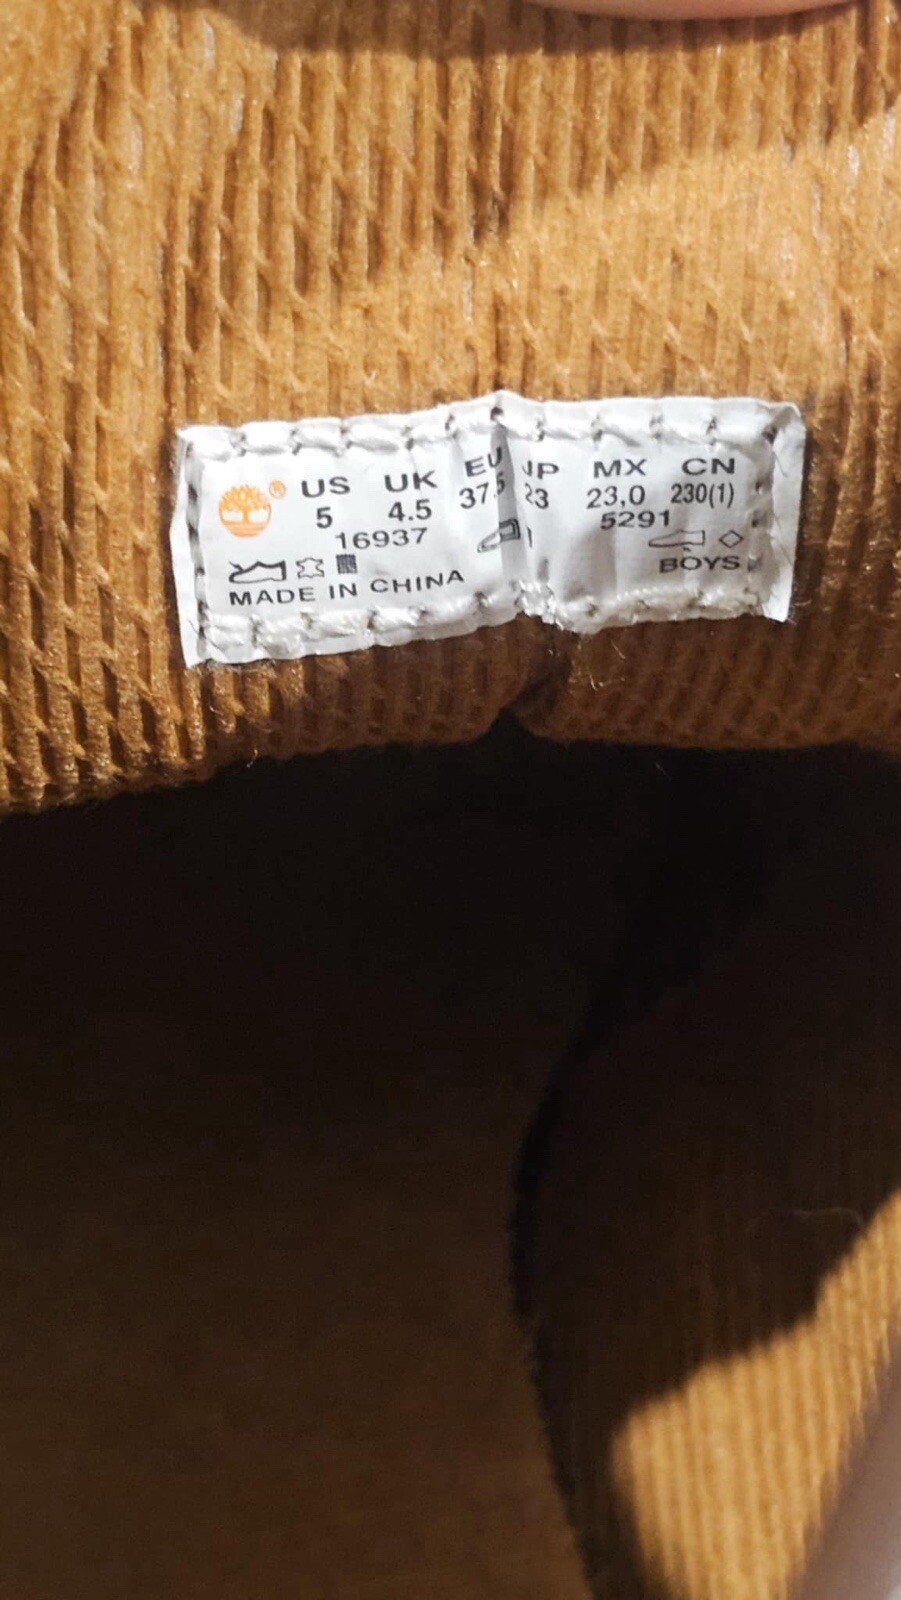 ® US UK EU JP MX CN
5 4.5 37.5 23 23,0 230(1)
16937 5291
BOYS
MADE IN CHINA